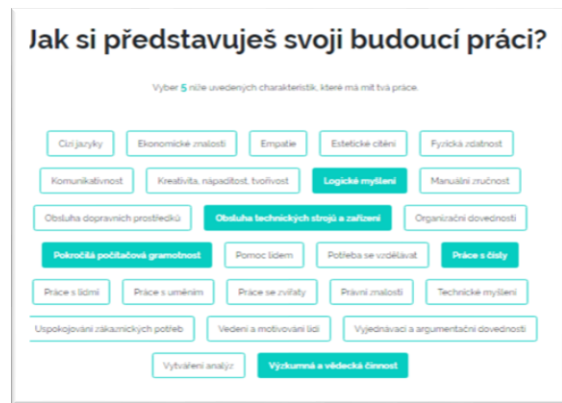 Jak si představuješ svoji budoucí práci?
Vyber 5 níže uvedených charakteristik, které má mít tvá práce.
Cizí jazyky Ekonomické znalosti Empatie Estetické cítění Fyzická zdatnost
Komunikativnost Kreativita, nápaditost, tvořivost Logické myšlení Manuální zručnost
Obsluha dopravních prostředků Obsluha technických strojů a zařízení Organizační dovednosti
Pokročilá počítačová gramotnost Pomoc lidem Potřeba se vzdělávat Práce s čísly
Práce s lidmi Práce s uměním Práce se zvířaty Právní znalosti Technické myšlení
Uspokojování zákaznických potřeb Vedení a motivování lidí Vyjednávací a argumentační dovednosti
Vytváření analýz Výzkumná a vědecká činnost